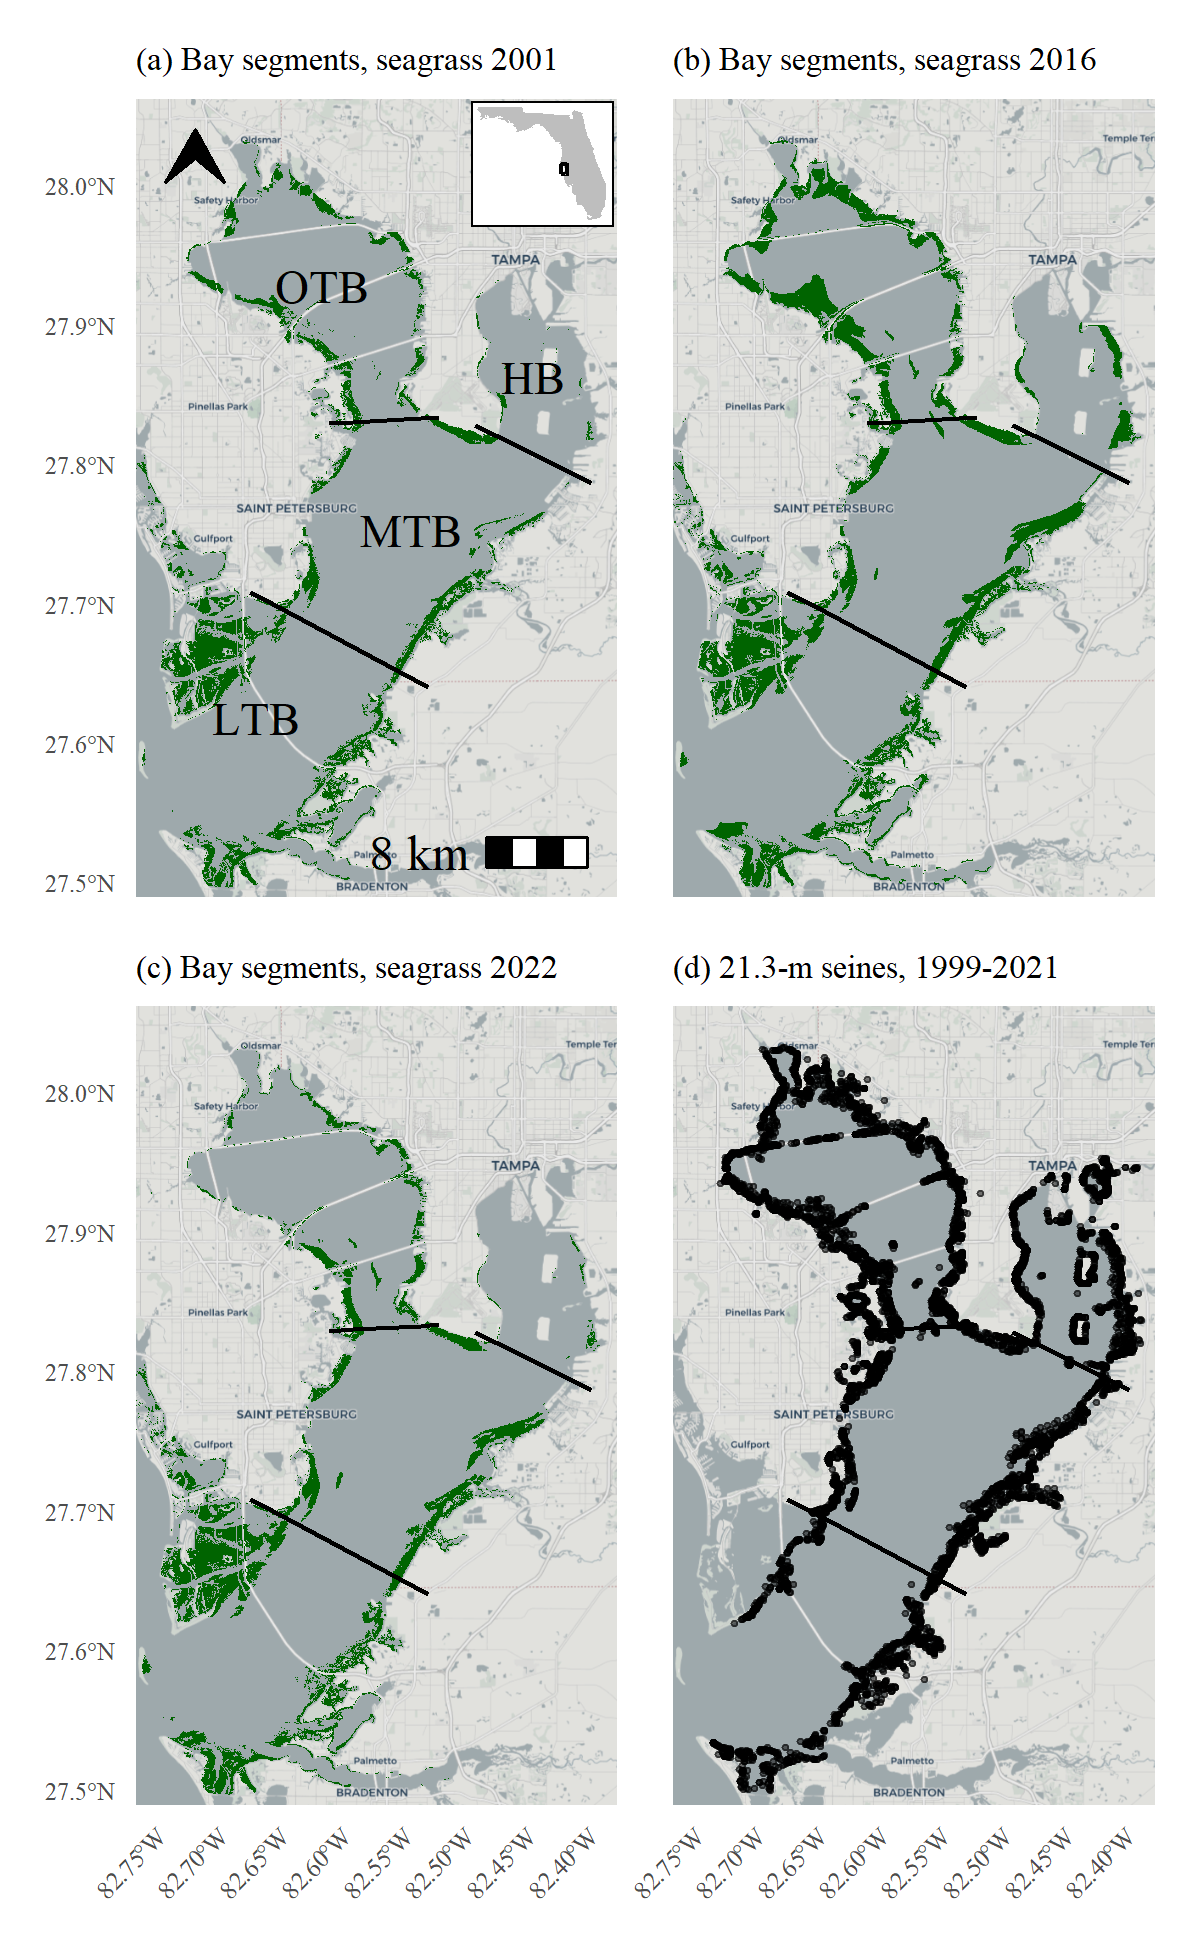 (a) Bay segments, seagrass 2001
(b) Bay segments, seagrass 2016
Oldsmar
Safety Harbor
TAMPA
OTB
HB
Pinellas Park
SAINT PETERSBURG
MTB
Gulfport
LTB
8 km
Palmetto
BRADENTON
28.0°N
27.9°N
27.8°N
27.7°N
27.6°N
27.5°N
Oldsmar
Temple Ter
Safety Harbor
TAMPA
Pinellas Park
SAINT PETERSBURG
Gulfport
Palmetto
BRADENTON
(c) Bay segments, seagrass 2022
(d) 21.3-m seines, 1999-2021
28.0°N
27.9°N
27.8°N
27.7°N
27.6°N
27.5°N
Oldsmar
Temple Ter
Safety Harbor
TAMPA
Pinellas Park
SAINT PETERSBURG
Gulfport
Palmetto
BRADENTON
Temple Ter
Safety Harbor
TAMPA
Pinellas Park
SAINT PETERSBURG
Gulfport
Palmetto
BRADENTON
82.75°W
82.70°W
82.65°W
82.60°W
82.55°W
82.50°W
82.45°W
82.40°W
82.75°W
82.70°W
82.65°W
82.60°W
82.55°W
82.50°W
82.45°W
82.40°W